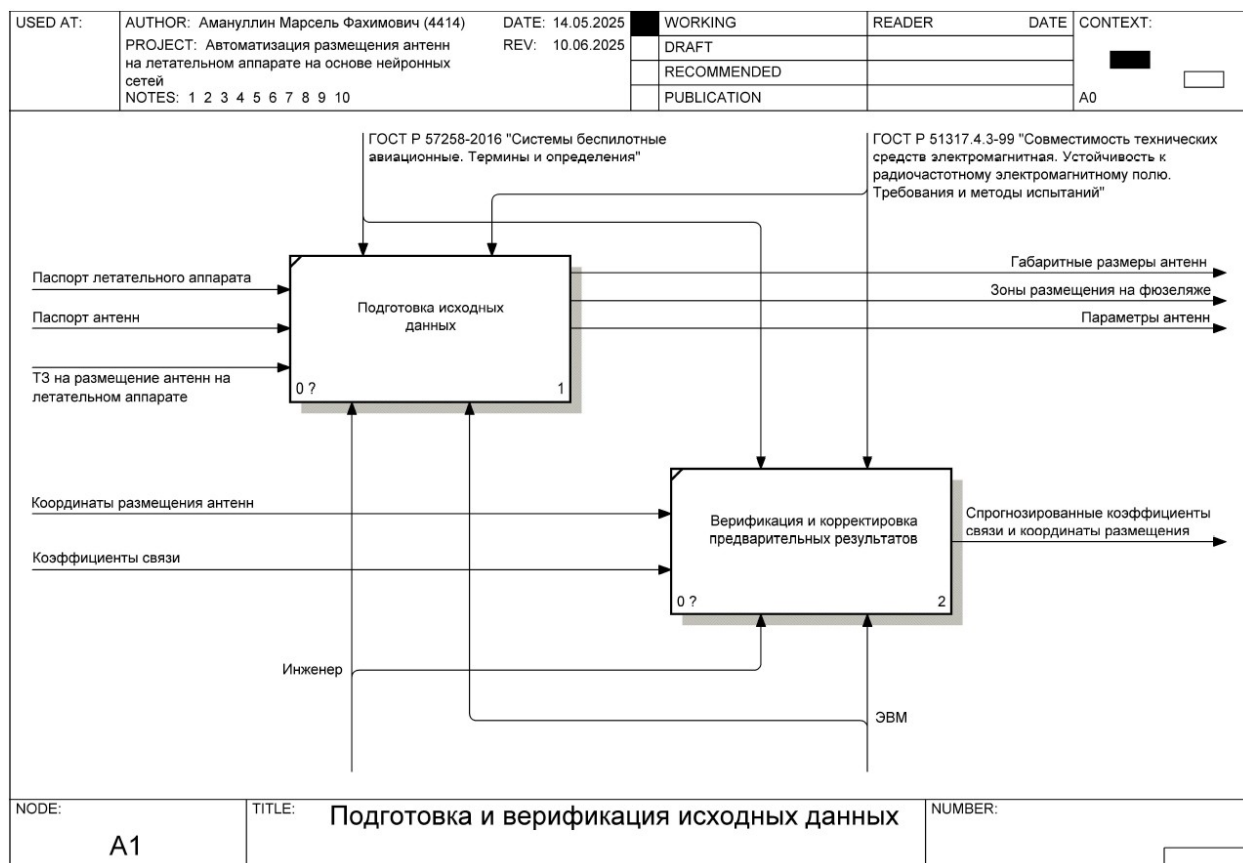 USED AT:
AUTHOR: Амануллин Марсель Фахимович (4414)
DATE: 14.05.2025
PROJECT: Автоматизация размещения антенн
на летательном аппарате на основе нейронных
сетей
REV: 10.06.2025
NOTES: 1 2 3 4 5 6 7 8 9 10
WORKING
DRAFT
RECOMMENDED
PUBLICATION
READER DATE
CONTEXT:
A0
ГОСТ Р 57258-2016 "Системы беспилотные
авиационные. Термины и определения"
ГОСТ Р 51317.4.3-99 "Совместимость технических
средств электромагнитная. Устойчивость к
радиочастотному электромагнитному полю.
Требования и методы испытаний"
Паспорт летательного аппарата
Паспорт антенн
ТЗ на размещение антенн на
летательном аппарате
Подготовка исходных
данных
0 ? 1
Габаритные размеры антенн
Зоны размещения на фюзеляже
Параметры антенн
Координаты размещения антенн
Коэффициенты связи
Верификация и корректировка
предварительных результатов
0 ? 2
Спрогнозированные коэффициенты
связи и координаты размещения
Инженер
ЭВМ
NODE:
A1
TITLE:
Подготовка и верификация исходных данных
NUMBER: